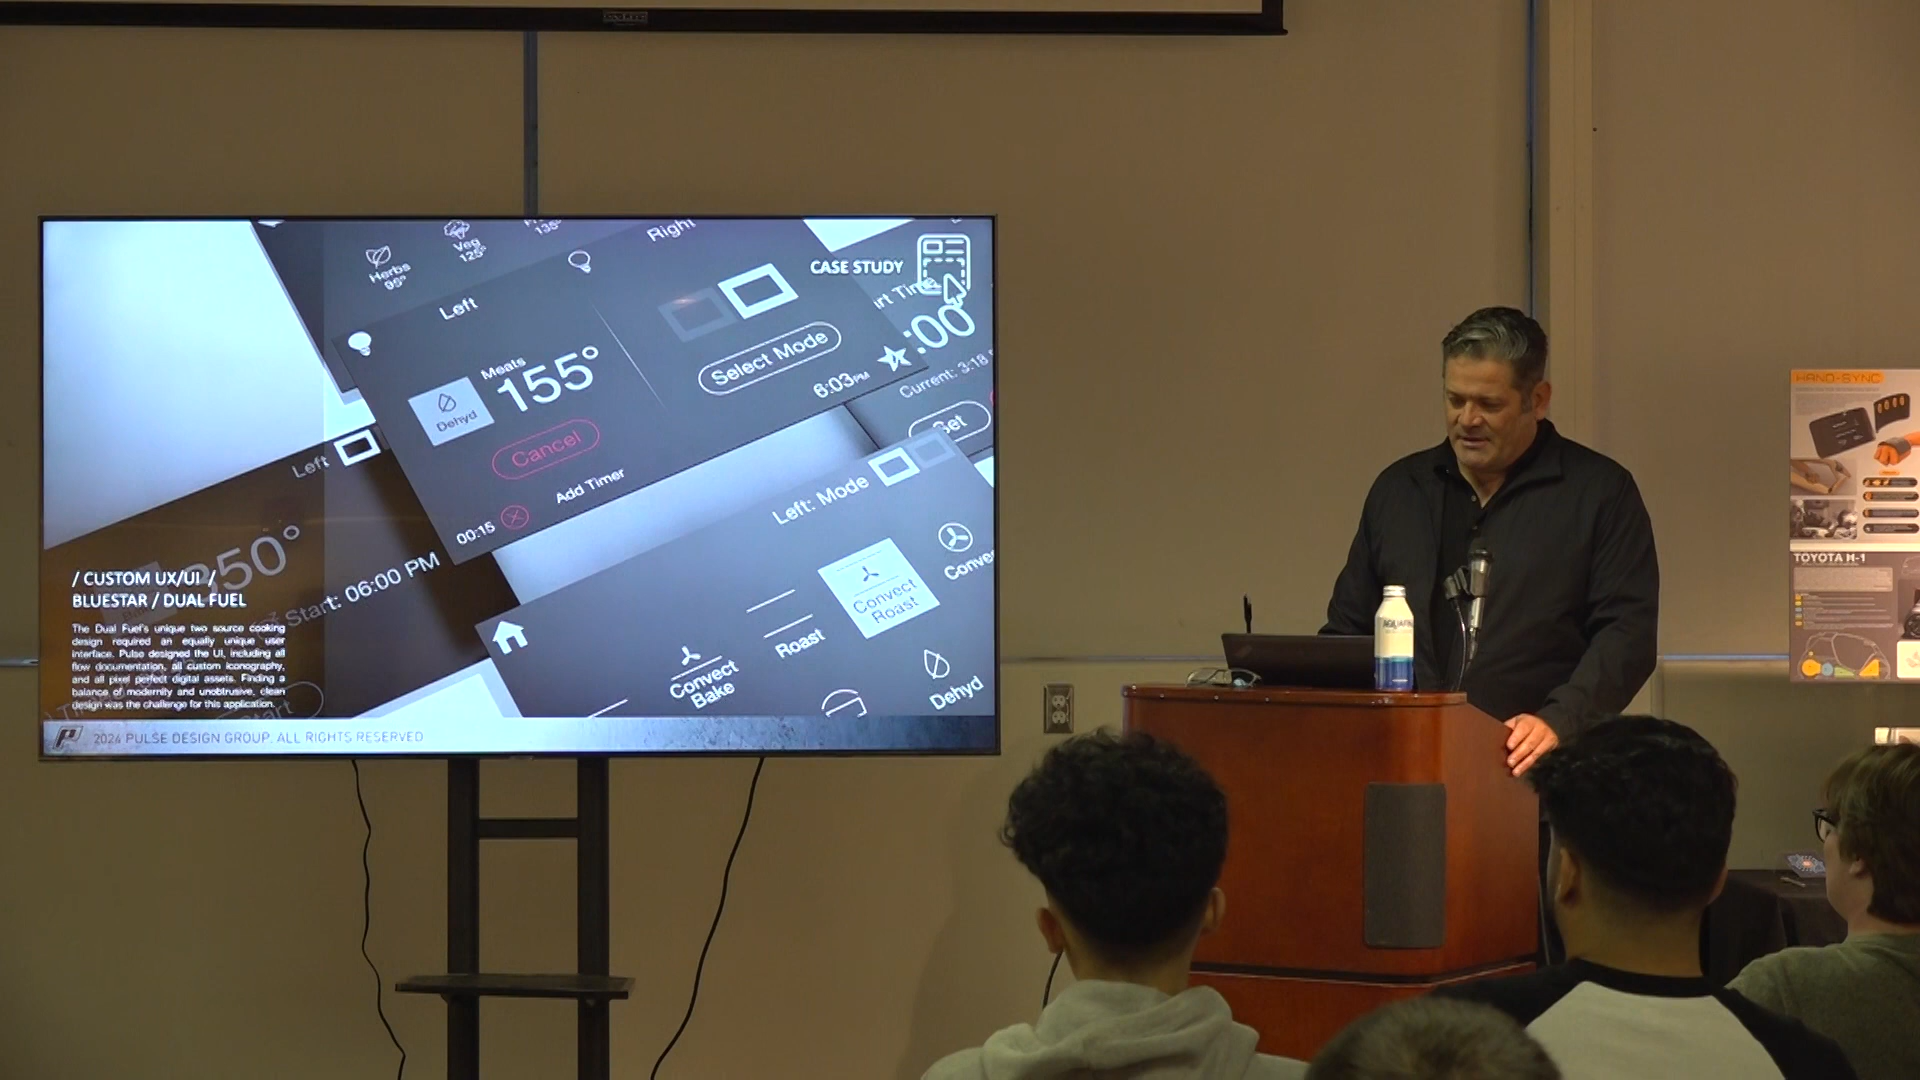 Herbs
95°
Veg
125°
135°
Right
CASE STUDY
Left
Meats
155°
Dehyd
Select Mode
6:03PM
Cancel
Add Timer
00:15
:00
Current: 3:18
Set
Left
350°
Start: 06:00 PM
Left: Mode
Convect
Roast
Roast
Convect
Bake
Dehyd
/ CUSTOM UX/UI /
BLUESTAR / DUAL FUEL
The Dual Fuel's unique two source cooking
design required an equally unique user
interface. Pulse designed the UI, including all
flow documentation, all custom iconography,
and all pixel perfect digital assets. Finding a
balance of modernity and unobtrusive, clean
design was the challenge for this application.
2024 PULSE DESIGN GROUP. ALL RIGHTS RESERVED
HAND-SYNC
TOYOTA H-1